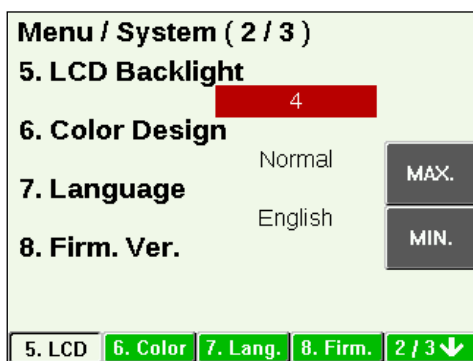 Menu / System ( 2 / 3 )
5. LCD Backlight
4
6. Color Design
Normal
MAX.
7. Language
English
MIN.
8. Firm. Ver.
5. LCD 6. Color 7. Lang. 8. Firm. 2 / 3